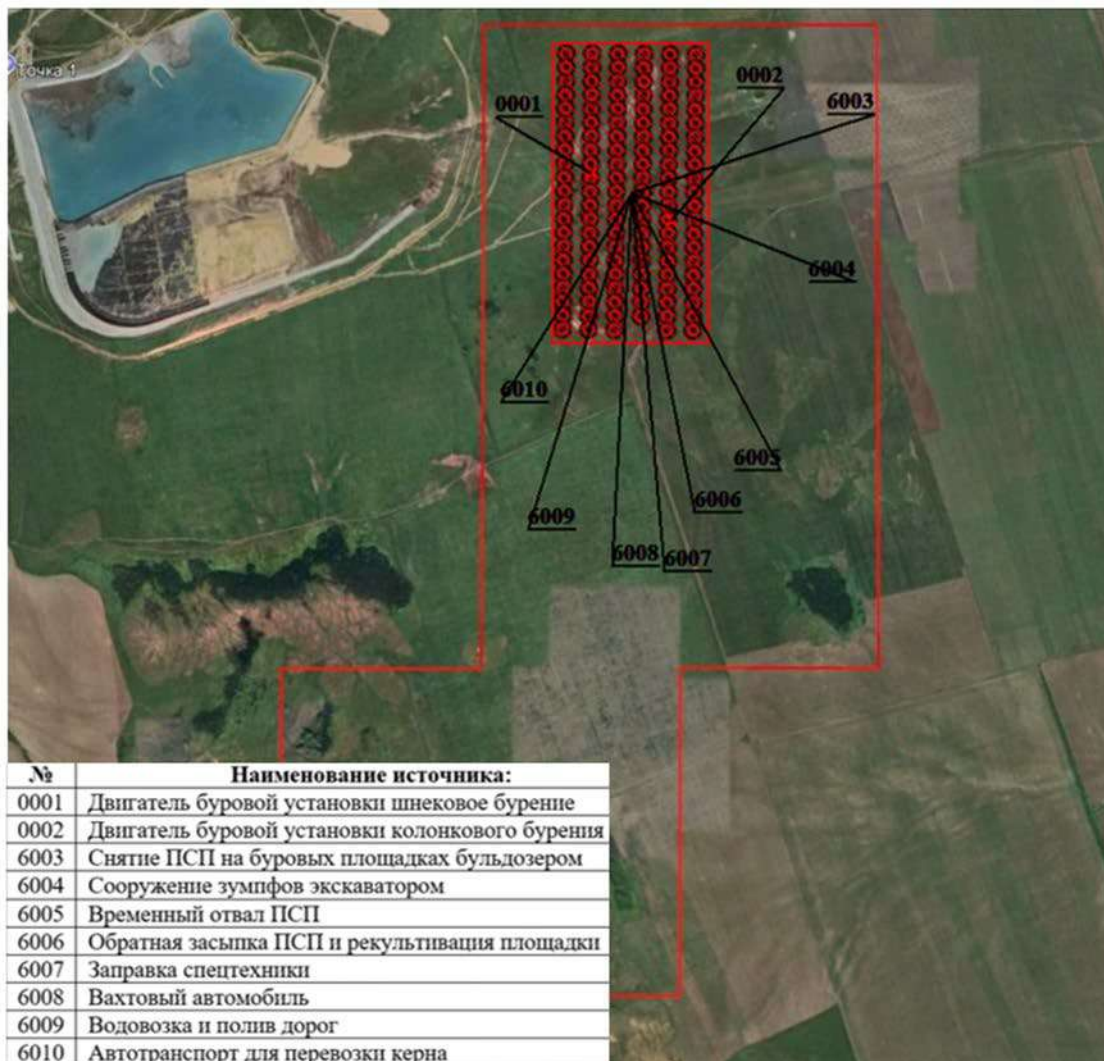 Точка 1
0001
0002
6003
6004
6010
6005
6006
6009
6008
6007
№ Наименование источника:
0001 Двигатель буровой установки шнековое бурение
0002 Двигатель буровой установки колонкового бурения
6003 Снятие ПСП на буровых площадках бульдозером
6004 Сооружение зумпфов экскаватором
6005 Временный отвал ПСП
6006 Обратная засыпка ПСП и рекультивация площадки
6007 Заправка спецтехники
6008 Вахтовый автомобиль
6009 Водовозка и полив дорог
6010 Автотранспорт для перевозки керна